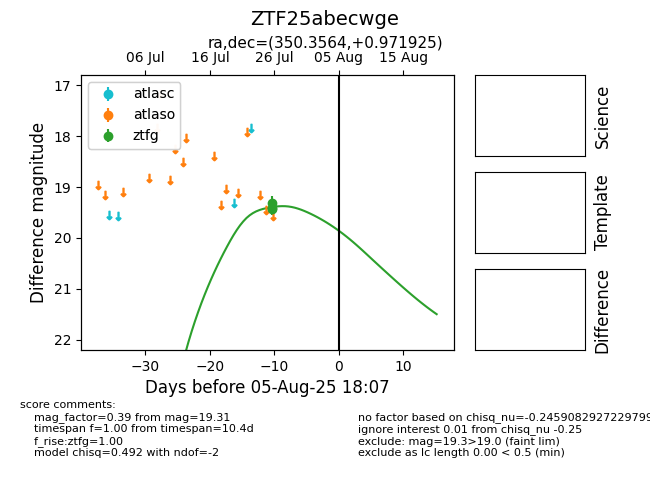 ZTF25abecwge
ra,dec=(350.3564,+0.971925)
06 Jul 16 Jul 26 Jul 05 Aug 15 Aug
atlasc
atlaso
ztfg
17
18
19
20
21
22
Difference magnitude
−30 −20 −10 0 10
Days before 05-Aug-25 18:07
Science
Template
Difference
score comments:
mag_factor=0.39 from mag=19.31
timespan f=1.00 from timespan=10.4d
f_rise:ztfg=1.00
model chisq=0.492 with ndof=-2
no factor based on chisq_nu=-0.2459082927229799
ignore interest 0.01 from chisq_nu -0.25
exclude: mag=19.3>19.0 (faint lim)
exclude as lc length 0.00 < 0.5 (min)